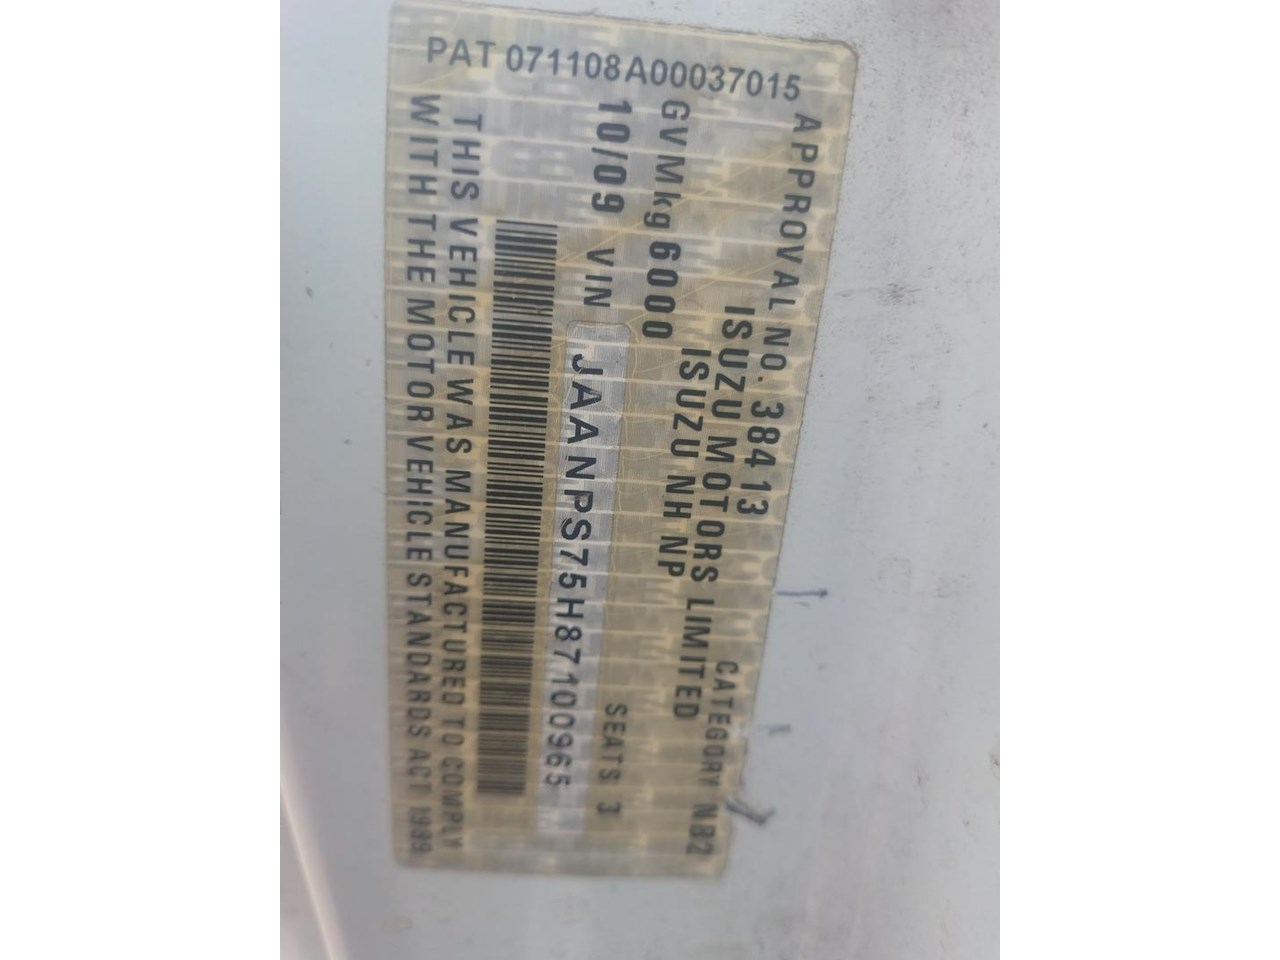 PAT 071108A00037015
APPROVAL NO. 38413 CATEGORY NB2
ISUZU MOTORS LIMITED
ISUZU NH NP
GVMkg 6000
10/09 VIN JAANPS75H87100965 SEATS 3
THIS VEHICLE WAS MANUFACTURED TO COMPLY
WITH THE MOTOR VEHICLE STANDARDS ACT 1989